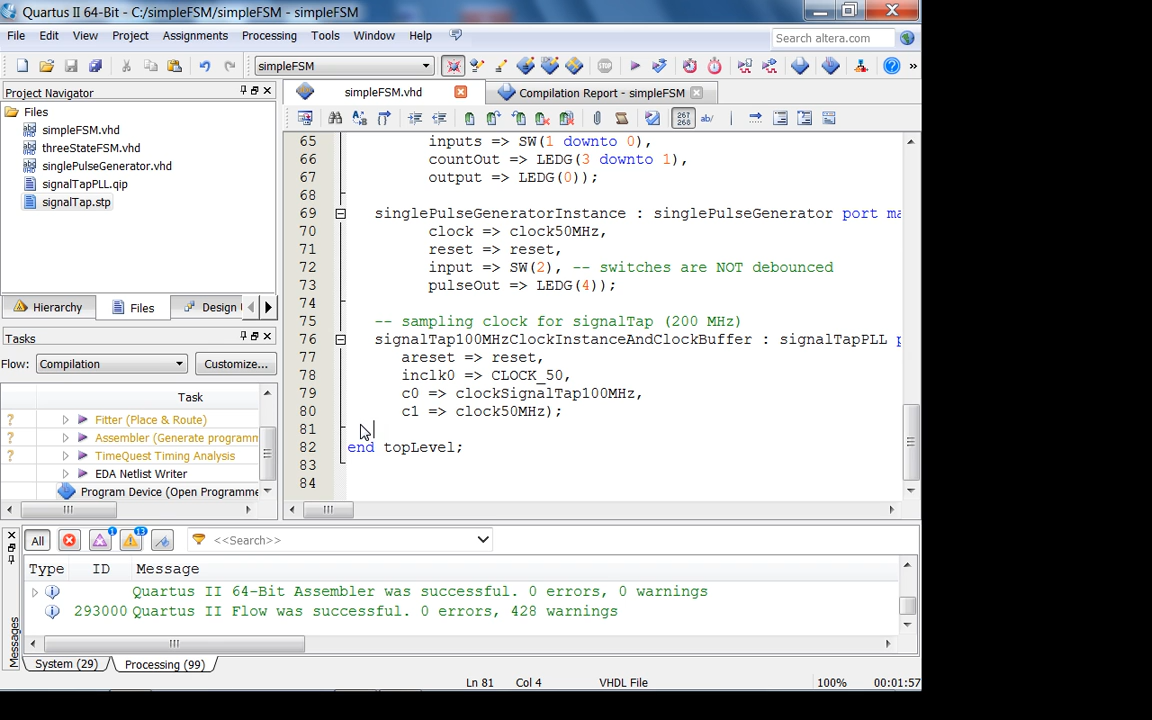 Quartus II 64-Bit - C:/simpleFSM/simpleFSM - simpleFSM
File Edit View Project Assignments Processing Tools Window Help
Search altera.com
simpleFSM
Project Navigator
Files
simpleFSM.vhd
threeStateFSM.vhd
singlePulseGenerator.vhd
signalTapPLL.qip
signalTap.stp
Hierarchy Files Design
Tasks
Flow: Compilation Customize...
Task
Fitter (Place & Route)
Assembler (Generate programm
TimeQuest Timing Analysis
EDA Netlist Writer
Program Device (Open Programme
simpleFSM.vhd Compilation Report - simpleFSM
267
268
ab/
65 inputs => SW(1 downto 0),
66 countOut => LEDG(3 downto 1),
67 output => LEDG(0));
68
69 singlePulseGeneratorInstance : singlePulseGenerator port ma
70 clock => clock50MHz,
71 reset => reset,
72 input => SW(2), -- switches are NOT debounced
73 pulseOut => LEDG(4));
74
75 -- sampling clock for signalTap (200 MHz)
76 signalTap100MHzClockInstanceAndClockBuffer : signalTapPLL p
77 areset => reset,
78 inclk0 => CLOCK_50,
79 c0 => clockSignalTap100MHz,
80 c1 => clock50MHz);
81
82 end topLevel;
83
84
Messages
All 1 13 <<Search>>
Type ID Message
Quartus II 64-Bit Assembler was successful. 0 errors, 0 warnings
293000 Quartus II Flow was successful. 0 errors, 428 warnings
System (29) Processing (99)
Ln 81 Col 4 VHDL File 100% 00:01:57